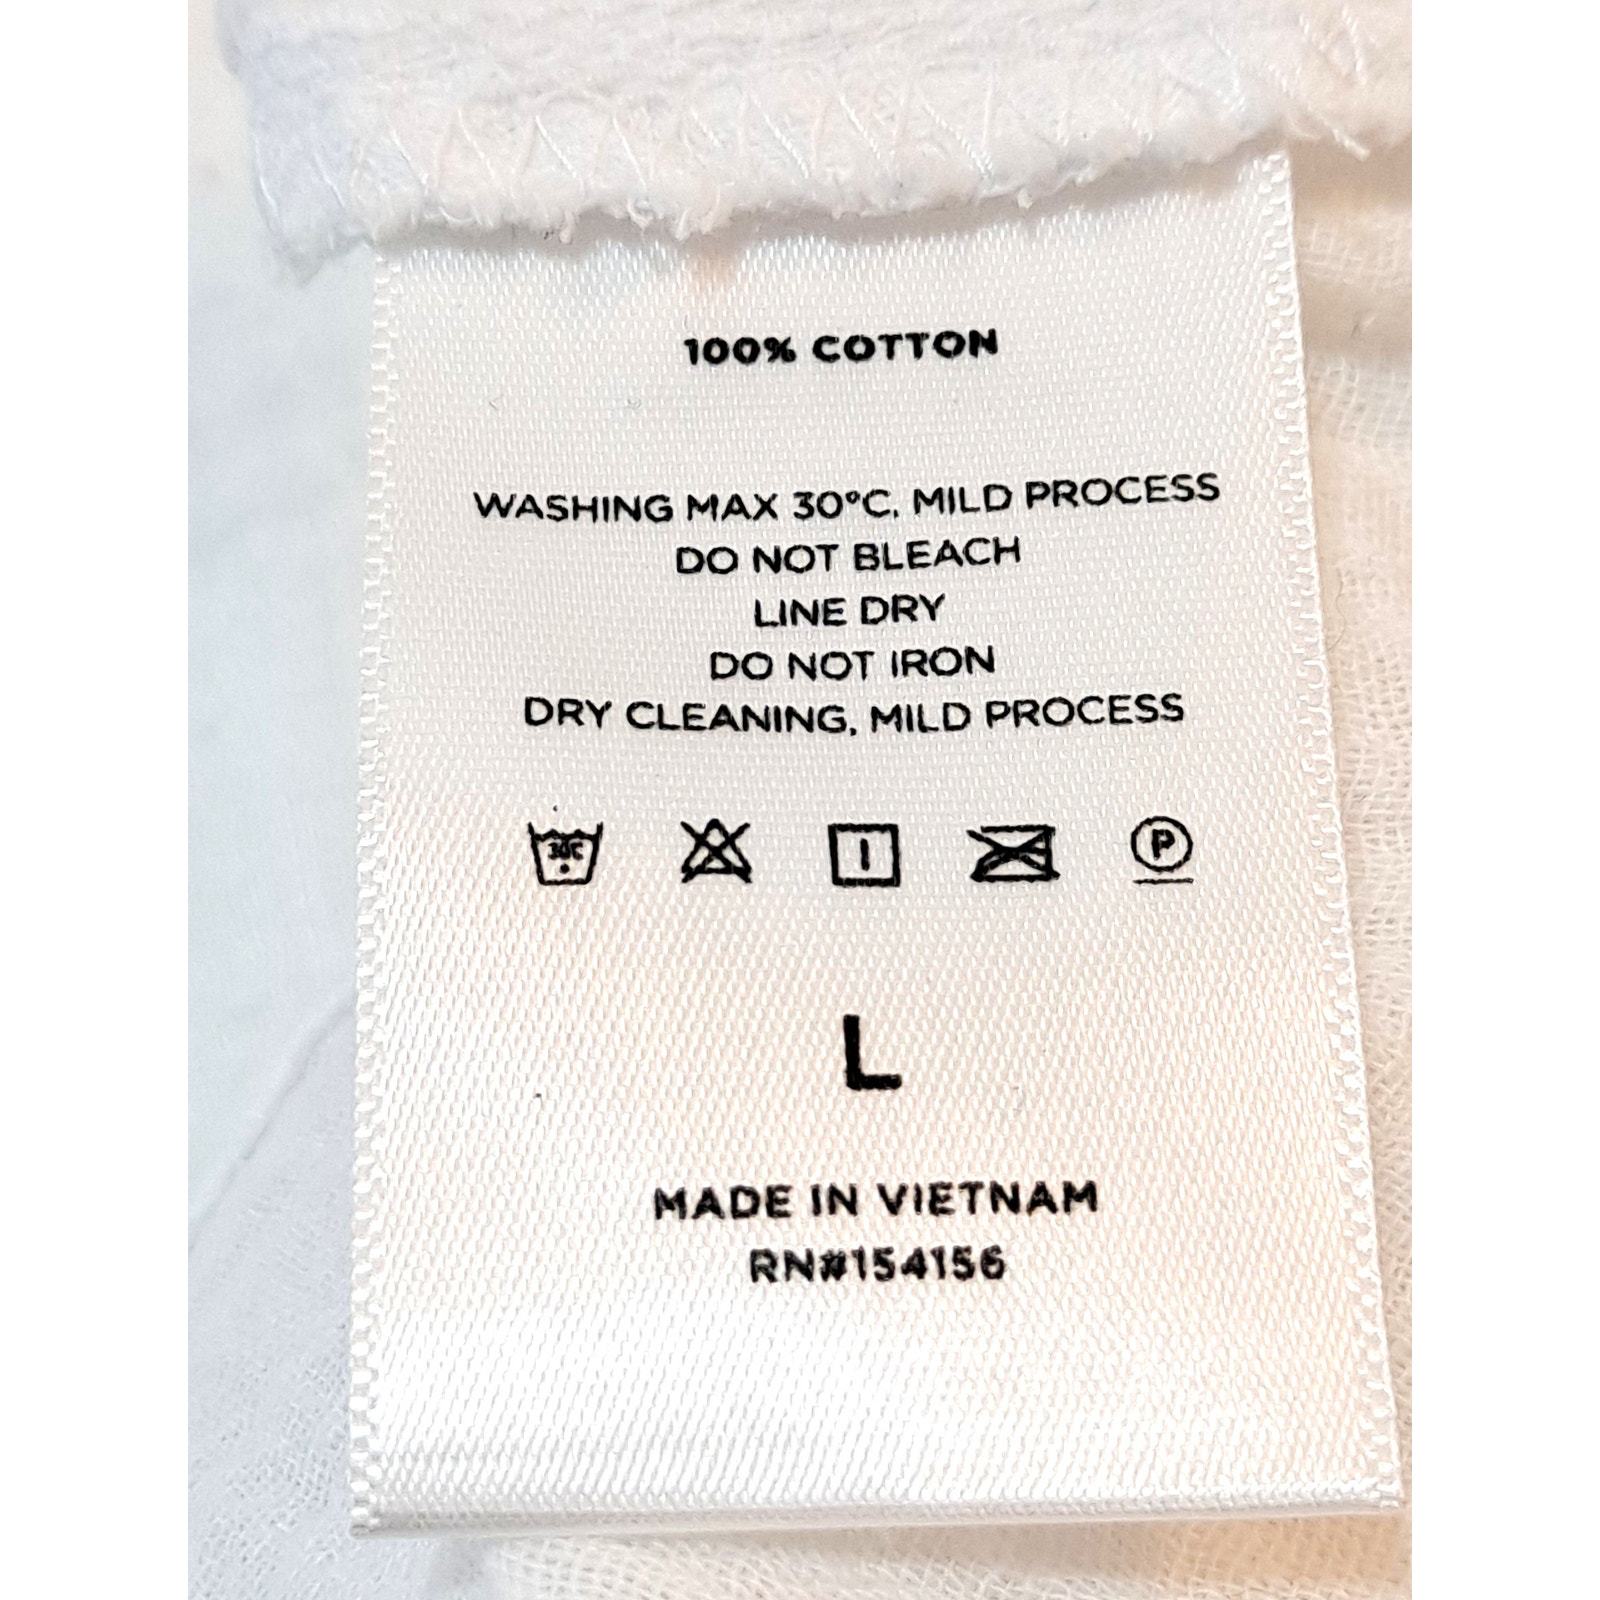 100% COTTON
WASHING MAX 30°C, MILD PROCESS
DO NOT BLEACH
LINE DRY
DO NOT IRON
DRY CLEANING, MILD PROCESS
30C P
L
MADE IN VIETNAM
RN#154156